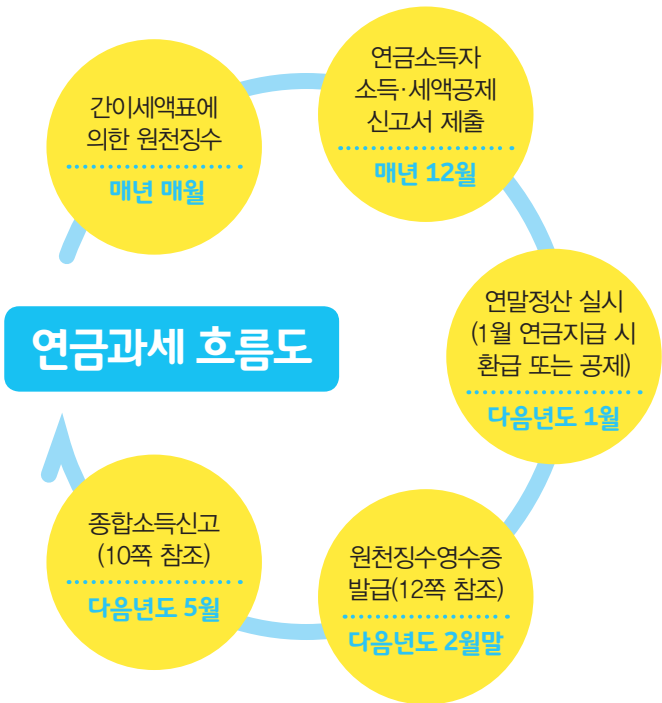 연금과세 흐름도
간이세액표에
의한 원천징수
매년 매월
연금소득자
소득·세액공제
신고서 제출
매년 12월
연말정산 실시
(1월 연금지급 시
환급 또는 공제)
다음년도 1월
원천징수영수증
발급(12쪽 참조)
다음년도 2월말
종합소득신고
(10쪽 참조)
다음년도 5월